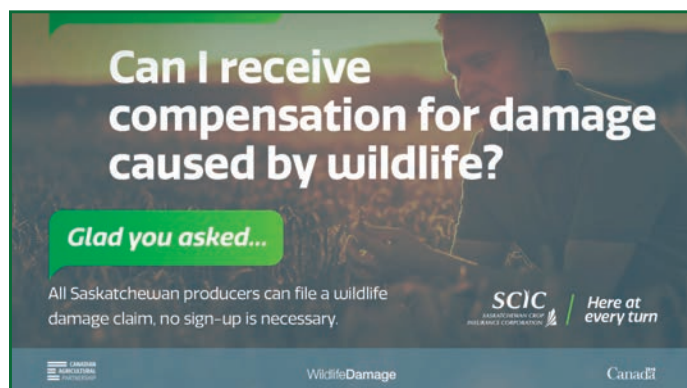 Can I receive
compensation for damage
caused by wildlife?
Glad you asked...
All Saskatchewan producers can file a wildlife
damage claim, no sign-up is necessary.
SCIC
SASKATCHEWAN CROP
INSURANCE CORPORATION
Here at
every turn
CANADIAN
AGRICULTURAL
PARTNERSHIP
WildlifeDamage
Canada